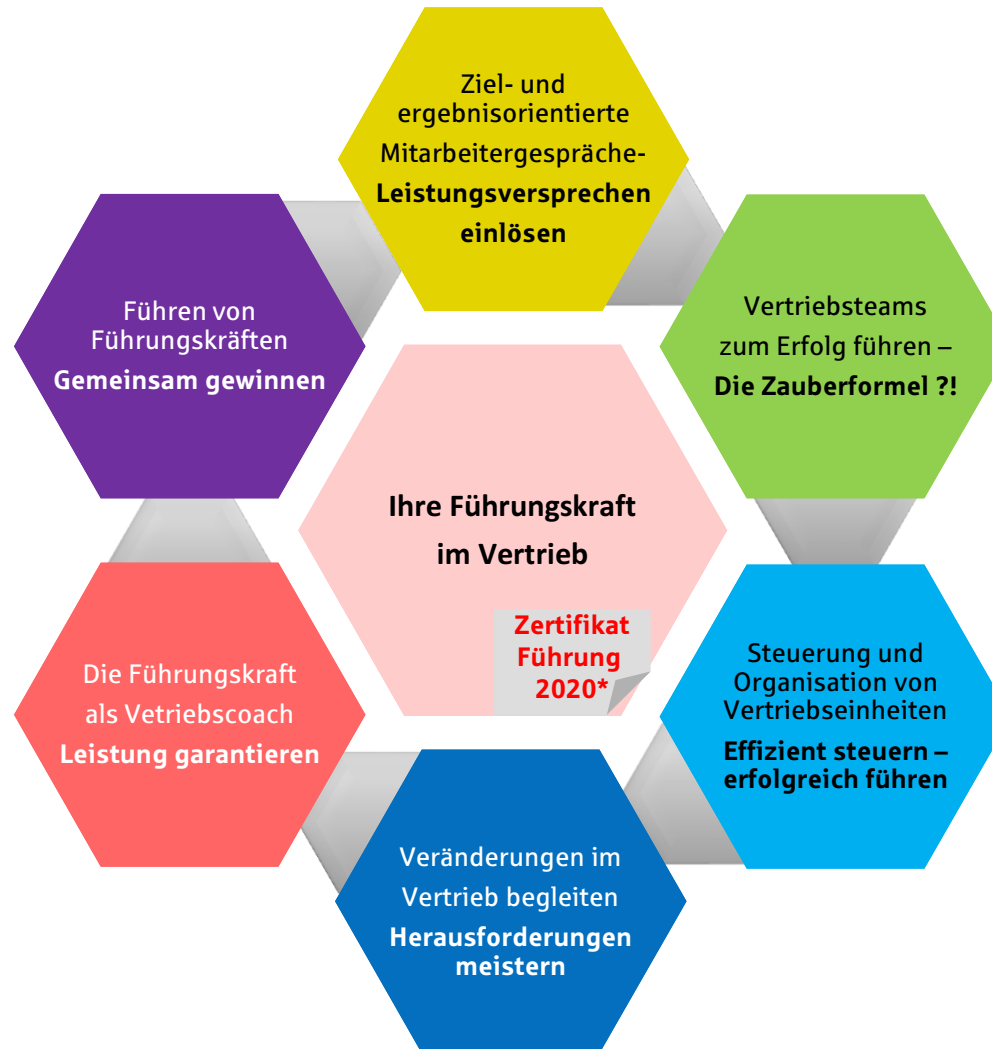 Ziel- und
ergebnisorientierte
Mitarbeitergespräche-
Leistungsversprechen
einlösen
Vertriebsteams
zum Erfolg führen –
Die Zauberformel ?!
Steuerung und
Organisation von
Vertriebseinheiten
Effizient steuern –
erfolgreich führen
Veränderungen im
Vertrieb begleiten
Herausforderungen
meistern
Die Führungskraft
als Vetriebscoach
Leistung garantieren
Führen von
Führungskräften
Gemeinsam gewinnen
Ihre Führungskraft
im Vertrieb
Zertifikat
Führung
2020*